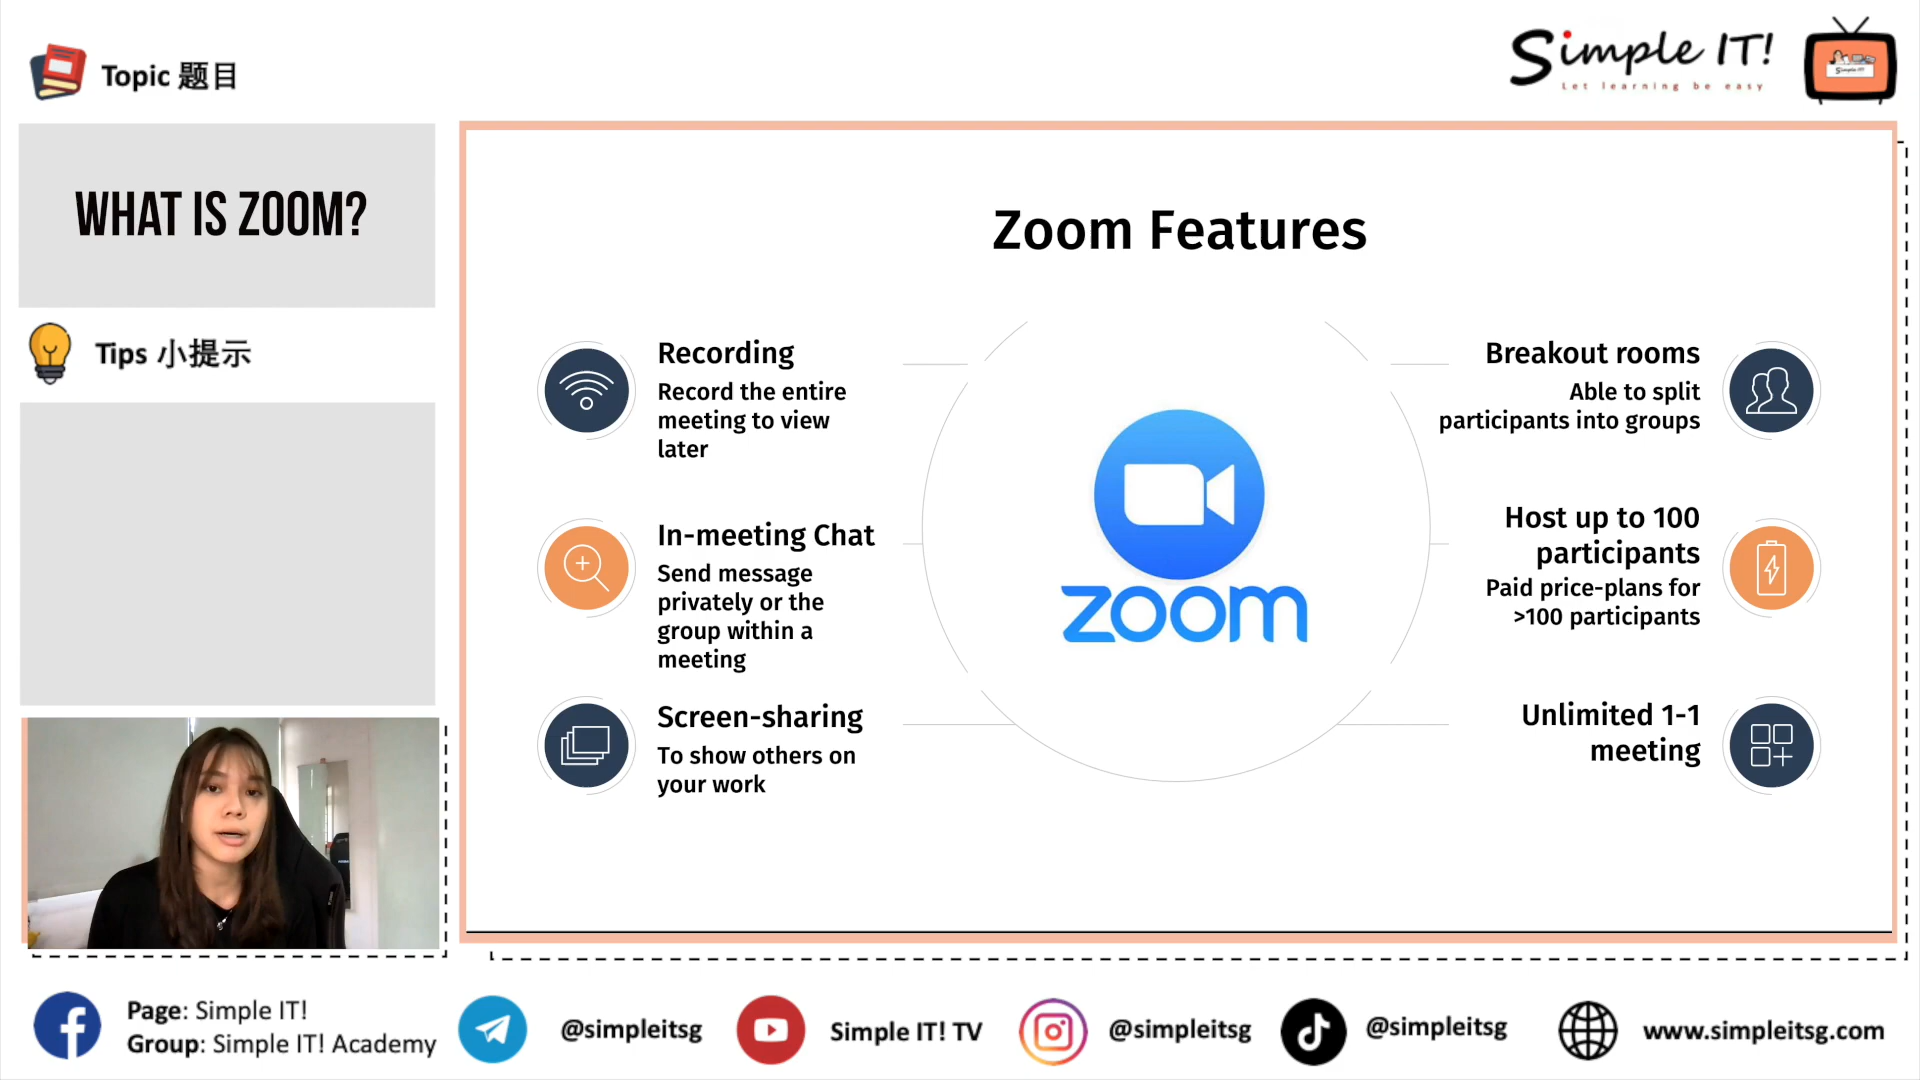 Topic 题目
Simple IT!
Let learning be easy
WHAT IS ZOOM?
Tips 小提示
Zoom Features
Recording
Record the entire
meeting to view
later
In-meeting Chat
Send message
privately or the
group within a
meeting
Screen-sharing
To show others on
your work
zoom
Breakout rooms
Able to split
participants into groups
Host up to 100
participants
Paid price-plans for
>100 participants
Unlimited 1-1
meeting
Page: Simple IT!
Group: Simple IT! Academy
@simpleitsg
Simple IT! TV
@simpleitsg
@simpleitsg
www.simpleitsg.com